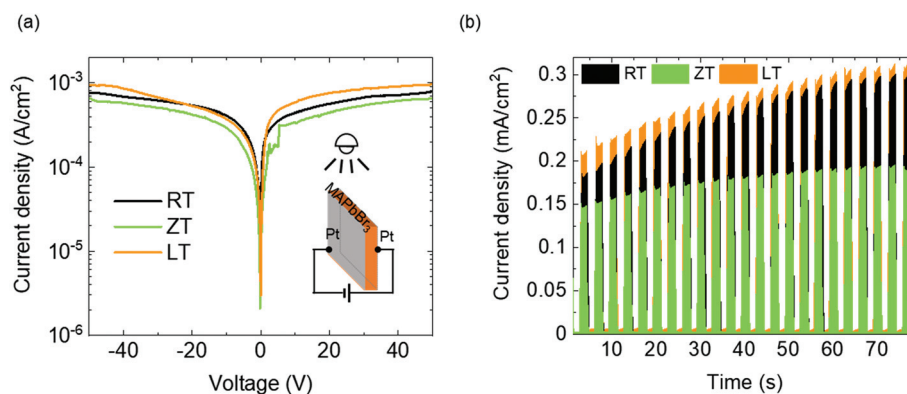 (a)
Current density (A/cm²)
10⁻³
10⁻⁴
10⁻⁵
10⁻⁶
RT
ZT
LT
MAPbBr₃
Pt Pt
-40 -20 0 20 40
Voltage (V)
(b)
Current density (mA/cm²)
0.3
0.25
0.2
0.15
0.1
0.05
0
RT ZT LT
10 20 30 40 50 60 70
Time (s)